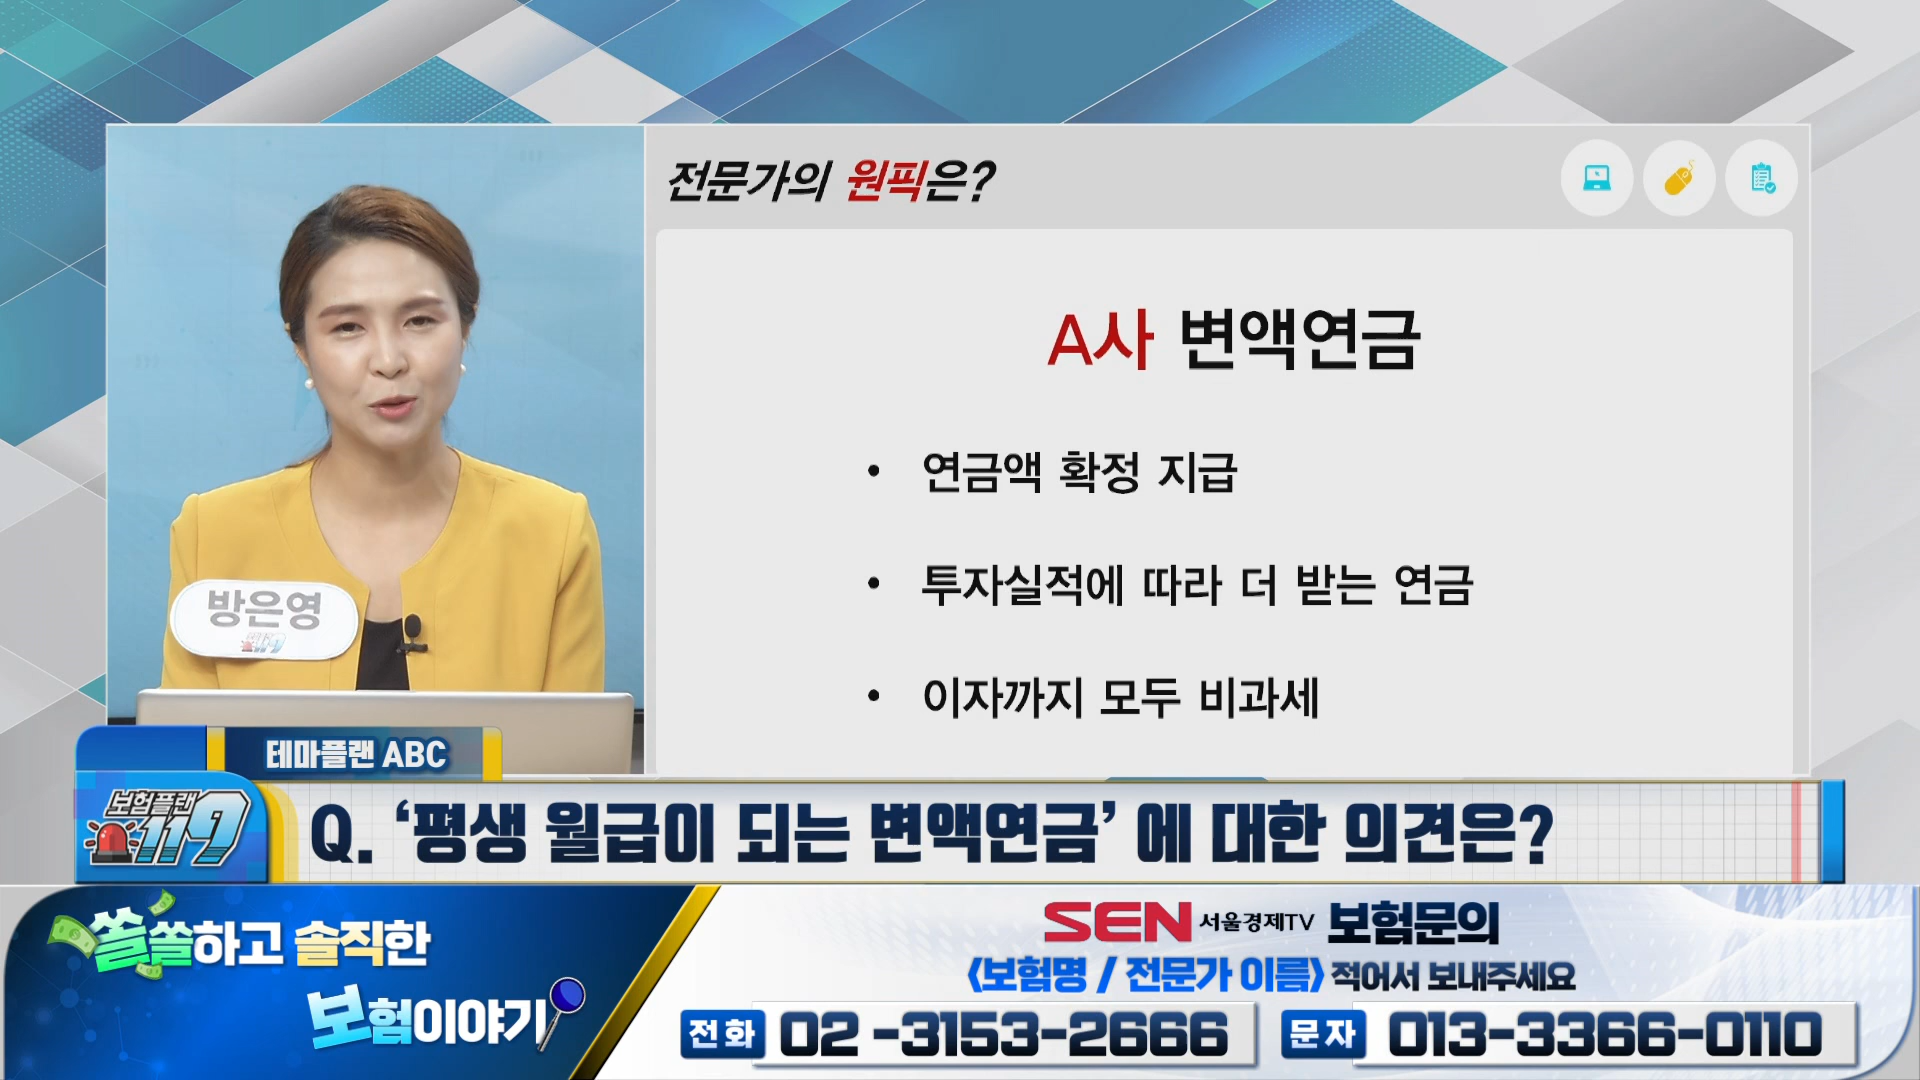 전문가의 원픽은?
A사 변액연금
• 연금액 확정 지급
• 투자실적에 따라 더 받는 연금
• 이자까지 모두 비과세
방은영
119
테마플랜 ABC
보험플랜
119
Q. ‘평생 월급이 되는 변액연금’ 에 대한 의견은?
쏠쏠하고 솔직한
보험이야기
SEN 서울경제TV 보험문의
<보험명 / 전문가 이름> 적어서 보내주세요
전화 02 -3153-2666
문자 013-3366-0110